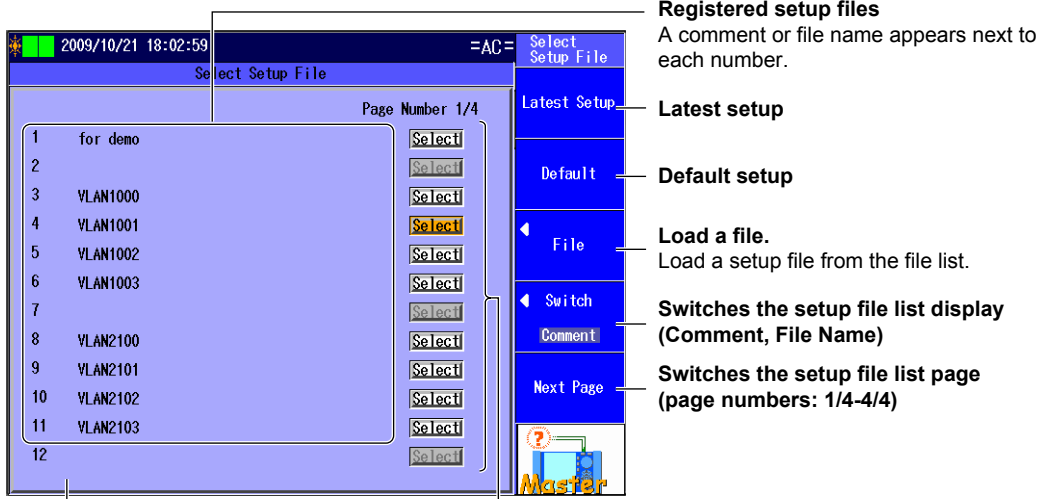 Registered setup files
A comment or file name appears next to
each number.
2009/10/21 18:02:59
=AC=
Select
Setup File
Select Setup File
Page Number 1/4
1 for demo Select
2 Select
3 VLAN1000 Select
4 VLAN1001 Select
5 VLAN1002 Select
6 VLAN1003 Select
7 Select
8 VLAN2100 Select
9 VLAN2101 Select
10 VLAN2102 Select
11 VLAN2103 Select
12 Select
Latest Setup
Default
File
Switch
Comment
Next Page
?
Master
Latest setup
Default setup
Load a file.
Load a setup file from the file list.
Switches the setup file list display
(Comment, File Name)
Switches the setup file list page
(page numbers: 1/4-4/4)